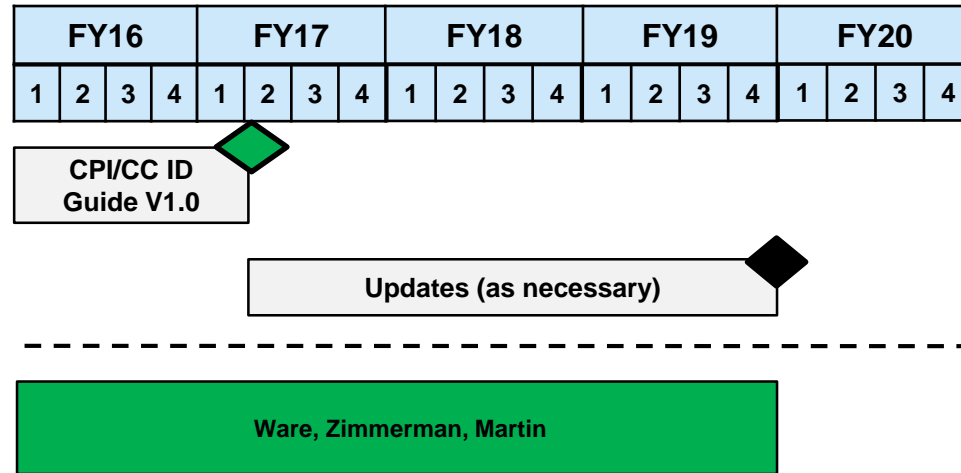 FY16 FY17 FY18 FY19 FY20
1 2 3 4 1 2 3 4 1 2 3 4 1 2 3 4 1 2 3 4
CPI/CC ID
Guide V1.0
Updates (as necessary)
Ware, Zimmerman, Martin